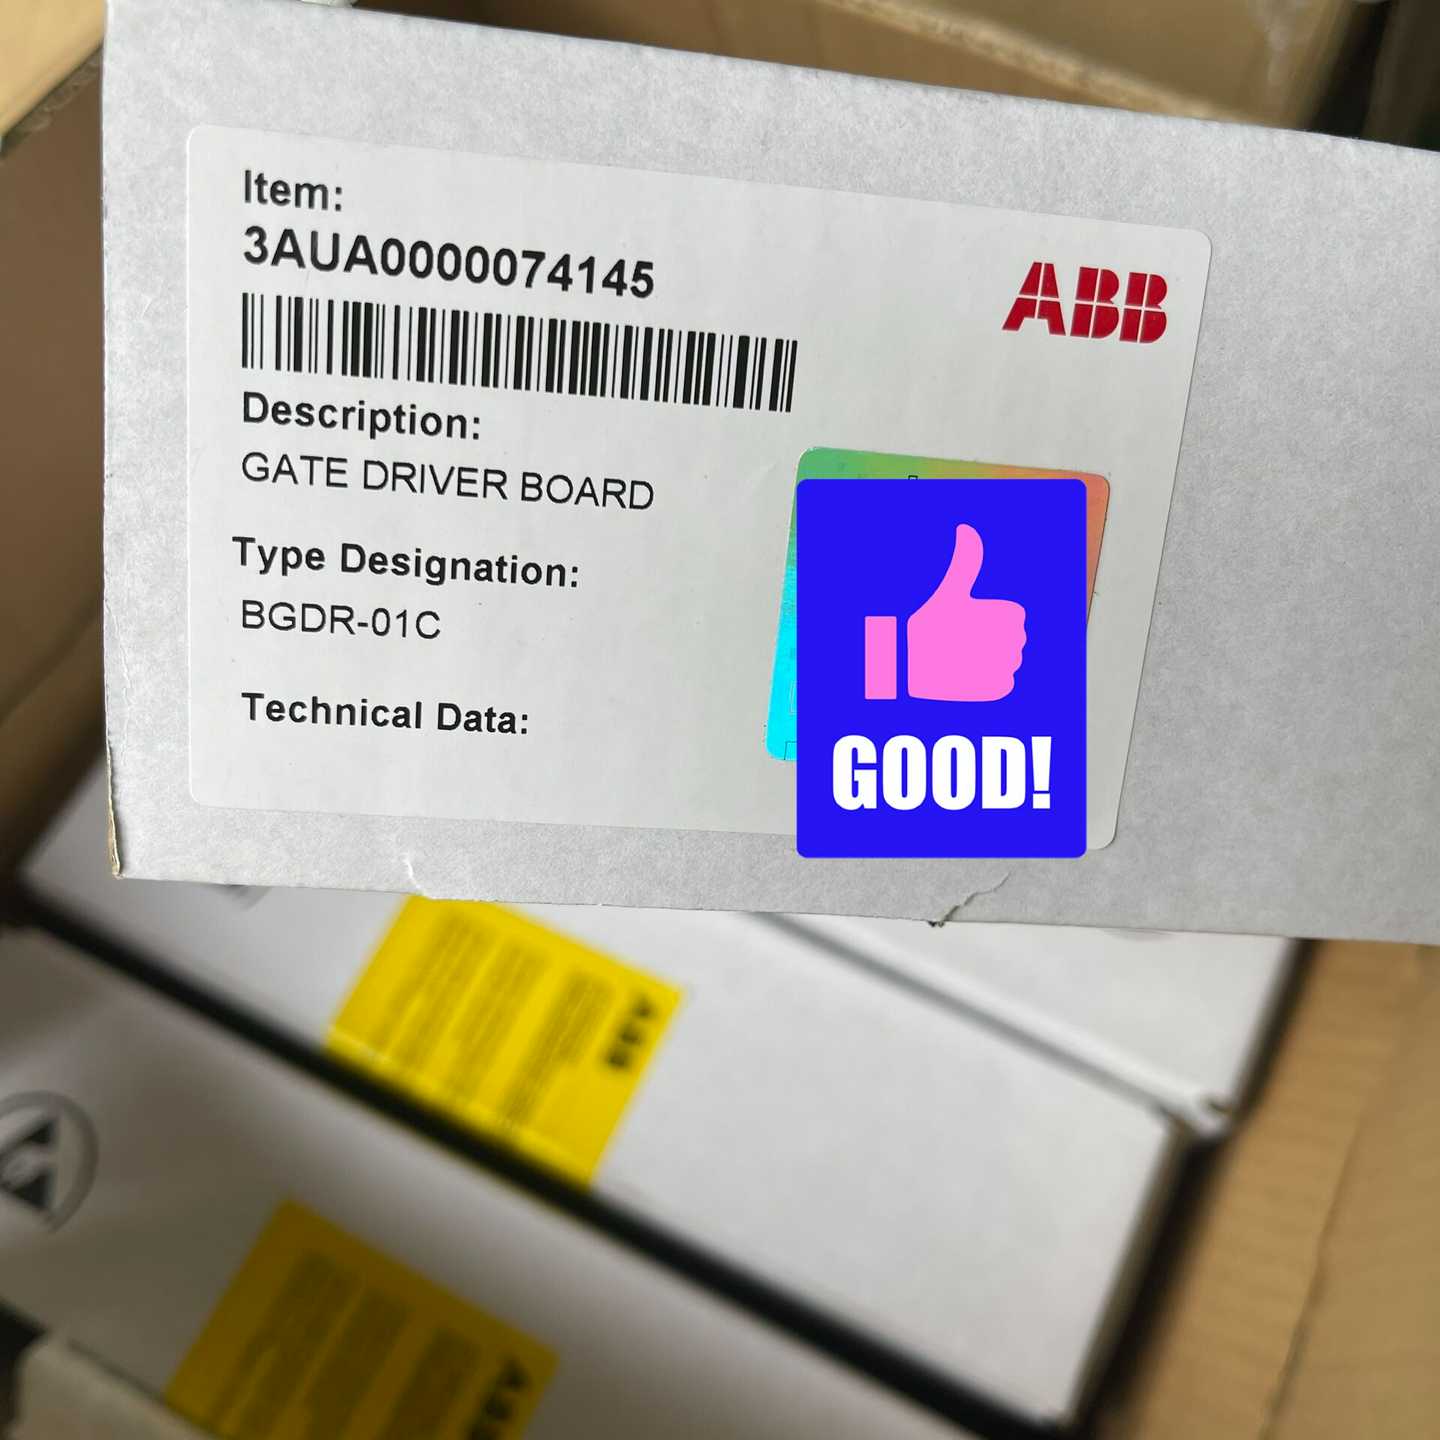 Item:
3AUA0000074145
ABB
Description:
GATE DRIVER BOARD
Type Designation:
BGDR-01C
Technical Data:
GOOD!